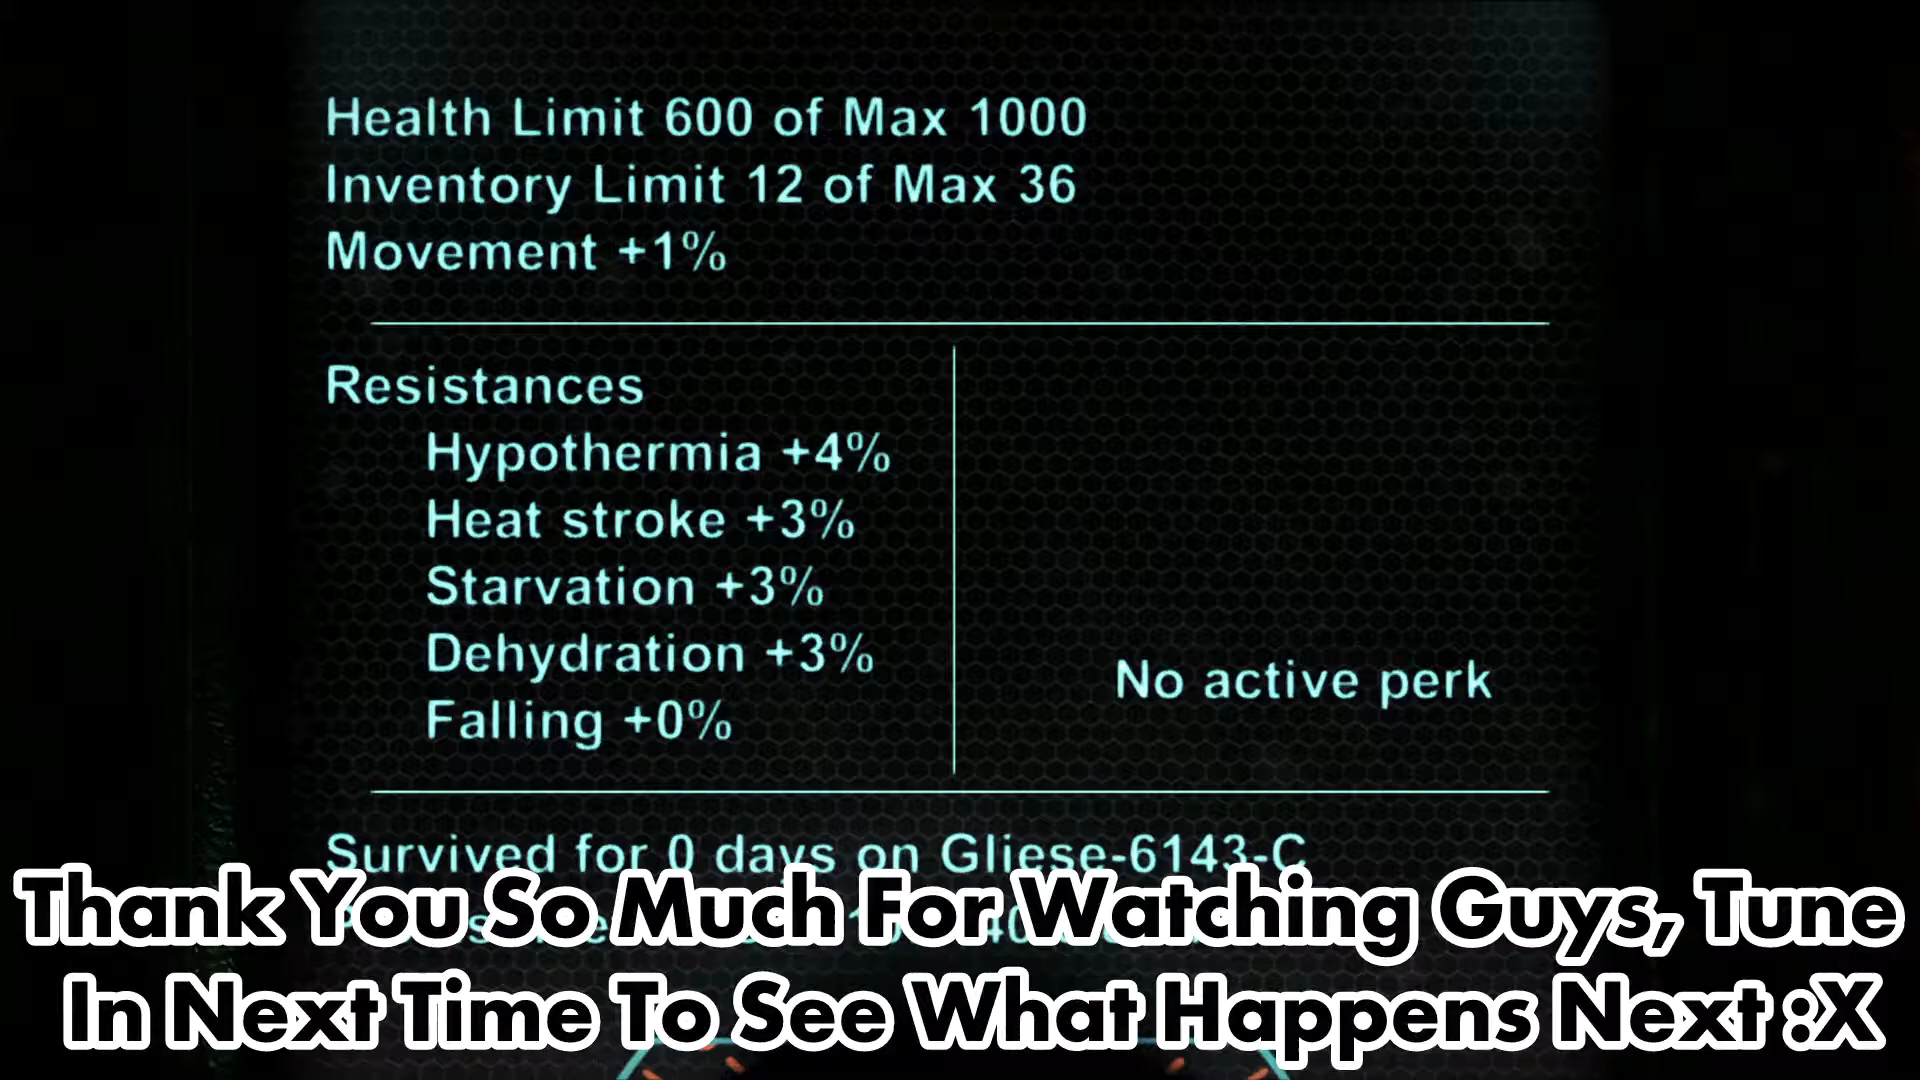 Health Limit 600 of Max 1000
Inventory Limit 12 of Max 36
Movement +1%
Resistances
Hypothermia +4%
Heat stroke +3%
Starvation +3%
Dehydration +3%
Falling +0%
No active perk
Survived for 0 days on Gliese-6143-C
Thank You So Much For Watching Guys, Tune
In Next Time To See What Happens Next :X